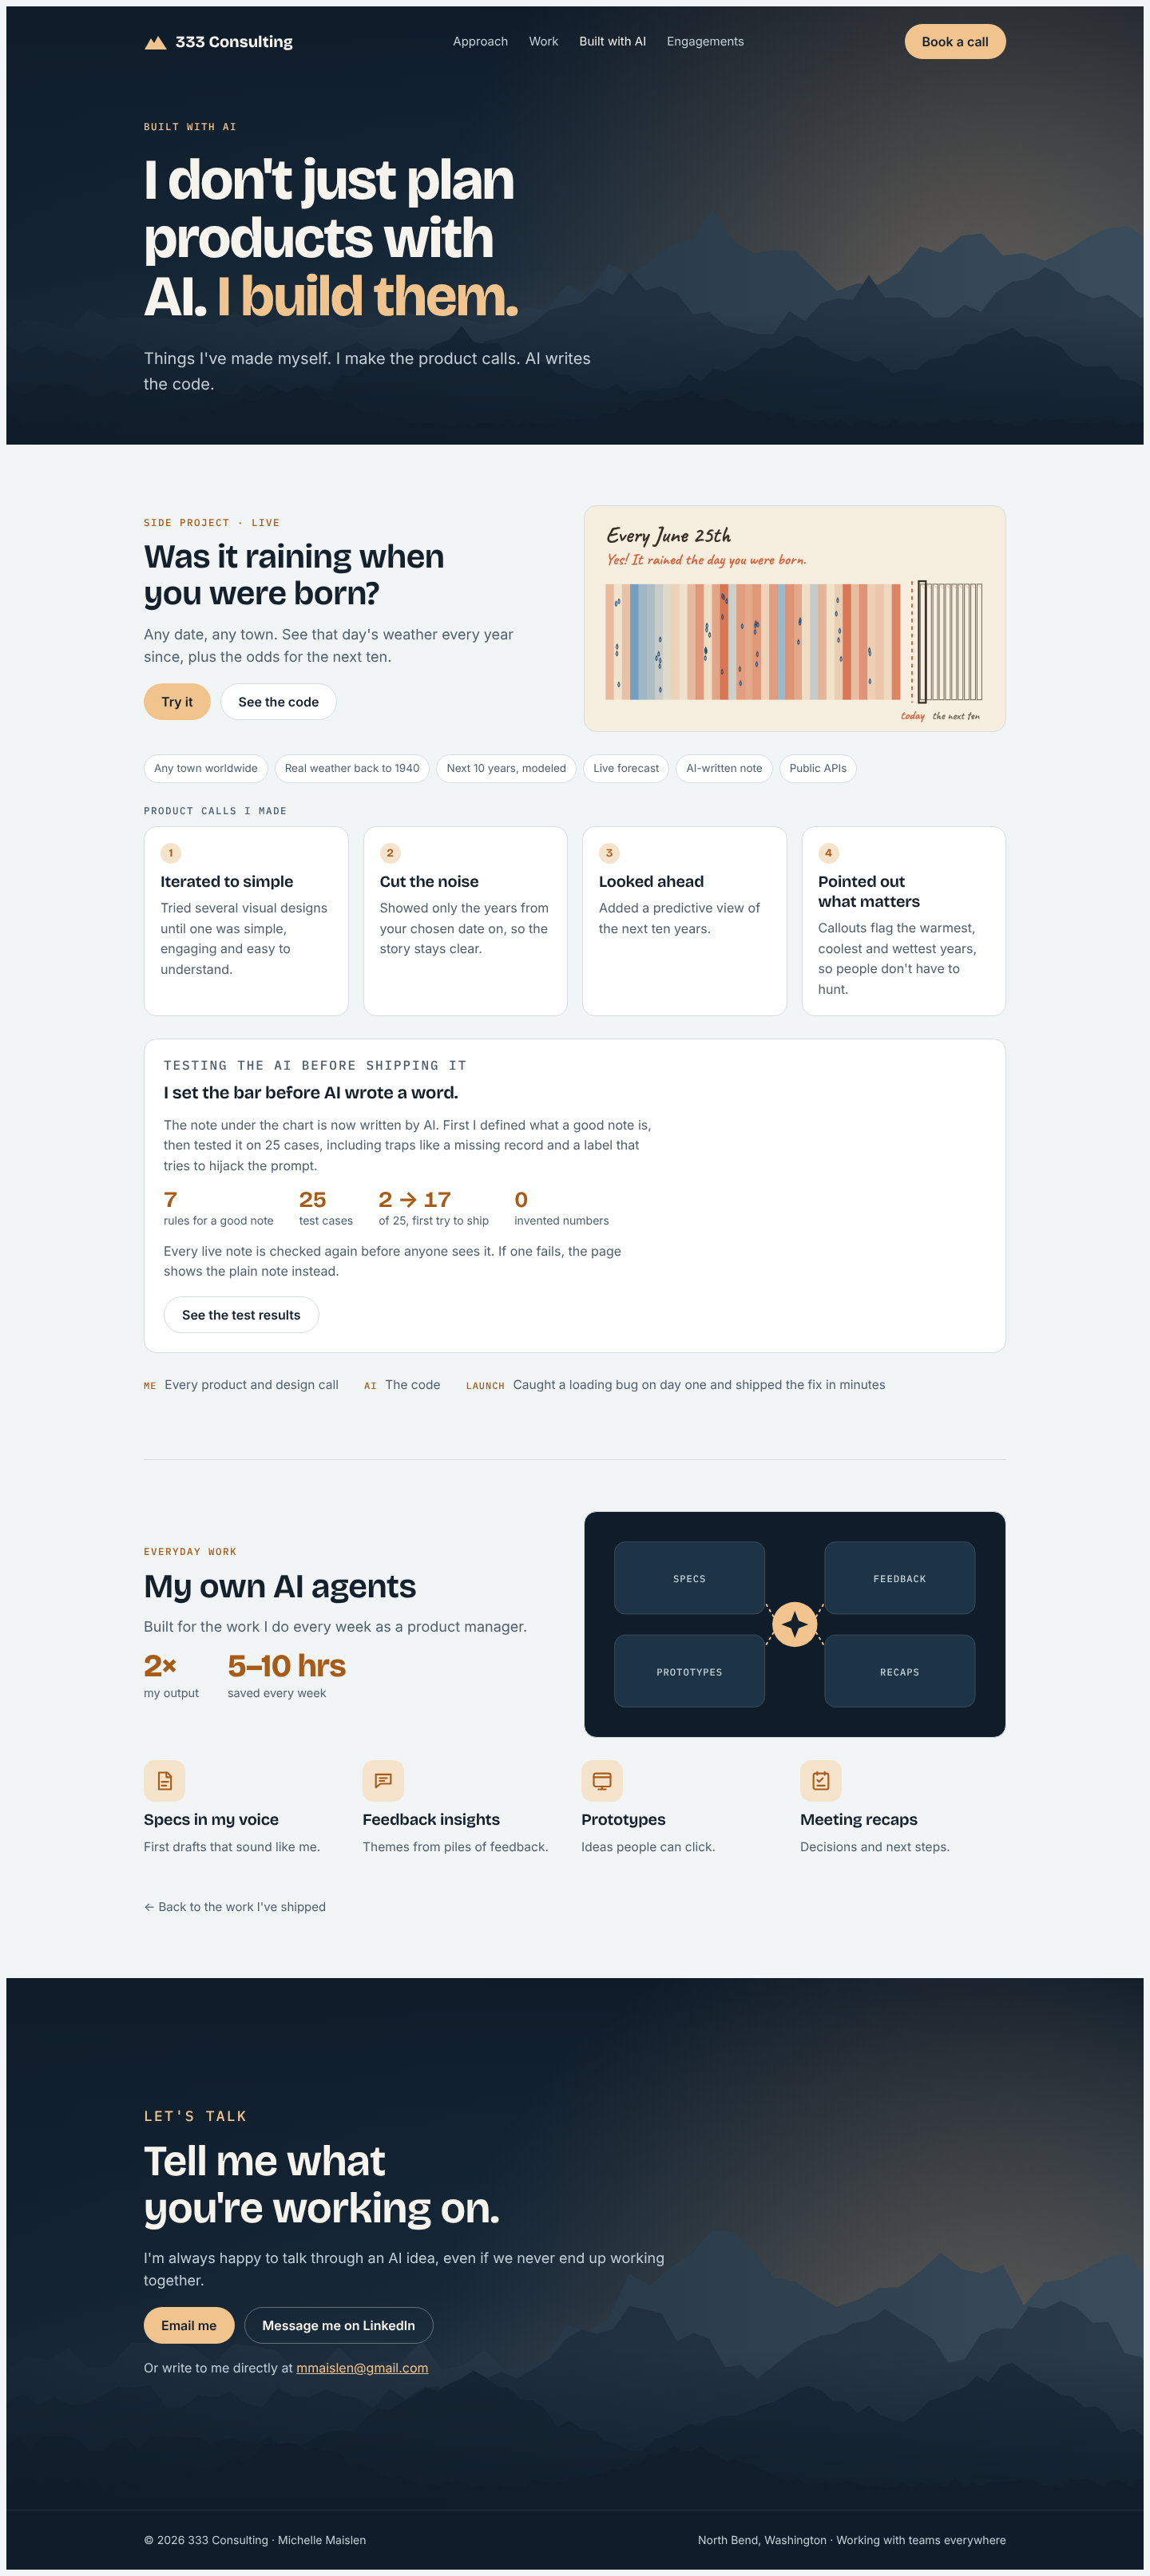 333 Consulting
Approach
Work
Built with AI
Engagements
Book a call
BUILT WITH AI
I don't just plan
products with
AI. I build them.
Things I've made myself. I make the product calls. AI writes
the code.
SIDE PROJECT · LIVE
Was it raining when
you were born?
Any date, any town. See that day's weather every year
since, plus the odds for the next ten.
Try it
See the code
Every June 25th
Yes! It rained the day you were born.
today
the next ten
Any town worldwide
Real weather back to 1940
Next 10 years, modeled
Live forecast
AI-written note
Public APIs
PRODUCT CALLS I MADE
1
Iterated to simple
Tried several visual designs
until one was simple,
engaging and easy to
understand.
2
Cut the noise
Showed only the years from
your chosen date on, so the
story stays clear.
3
Looked ahead
Added a predictive view of
the next ten years.
4
Pointed out
what matters
Callouts flag the warmest,
coolest and wettest years,
so people don't have to
hunt.
TESTING THE AI BEFORE SHIPPING IT
I set the bar before AI wrote a word.
The note under the chart is now written by AI. First I defined what a good note is,
then tested it on 25 cases, including traps like a missing record and a label that
tries to hijack the prompt.
7
rules for a good note
25
test cases
2 → 17
of 25, first try to ship
0
invented numbers
Every live note is checked again before anyone sees it. If one fails, the page
shows the plain note instead.
See the test results
ME Every product and design call
AI The code
LAUNCH Caught a loading bug on day one and shipped the fix in minutes
EVERYDAY WORK
My own AI agents
Built for the work I do every week as a product manager.
2×
my output
5–10 hrs
saved every week
SPECS
FEEDBACK
PROTOTYPES
RECAPS
Specs in my voice
First drafts that sound like me.
Feedback insights
Themes from piles of feedback.
Prototypes
Ideas people can click.
Meeting recaps
Decisions and next steps.
← Back to the work I've shipped
LET'S TALK
Tell me what
you're working on.
I'm always happy to talk through an AI idea, even if we never end up working
together.
Email me
Message me on LinkedIn
Or write to me directly at mmaislen@gmail.com
© 2026 333 Consulting · Michelle Maislen
North Bend, Washington · Working with teams everywhere